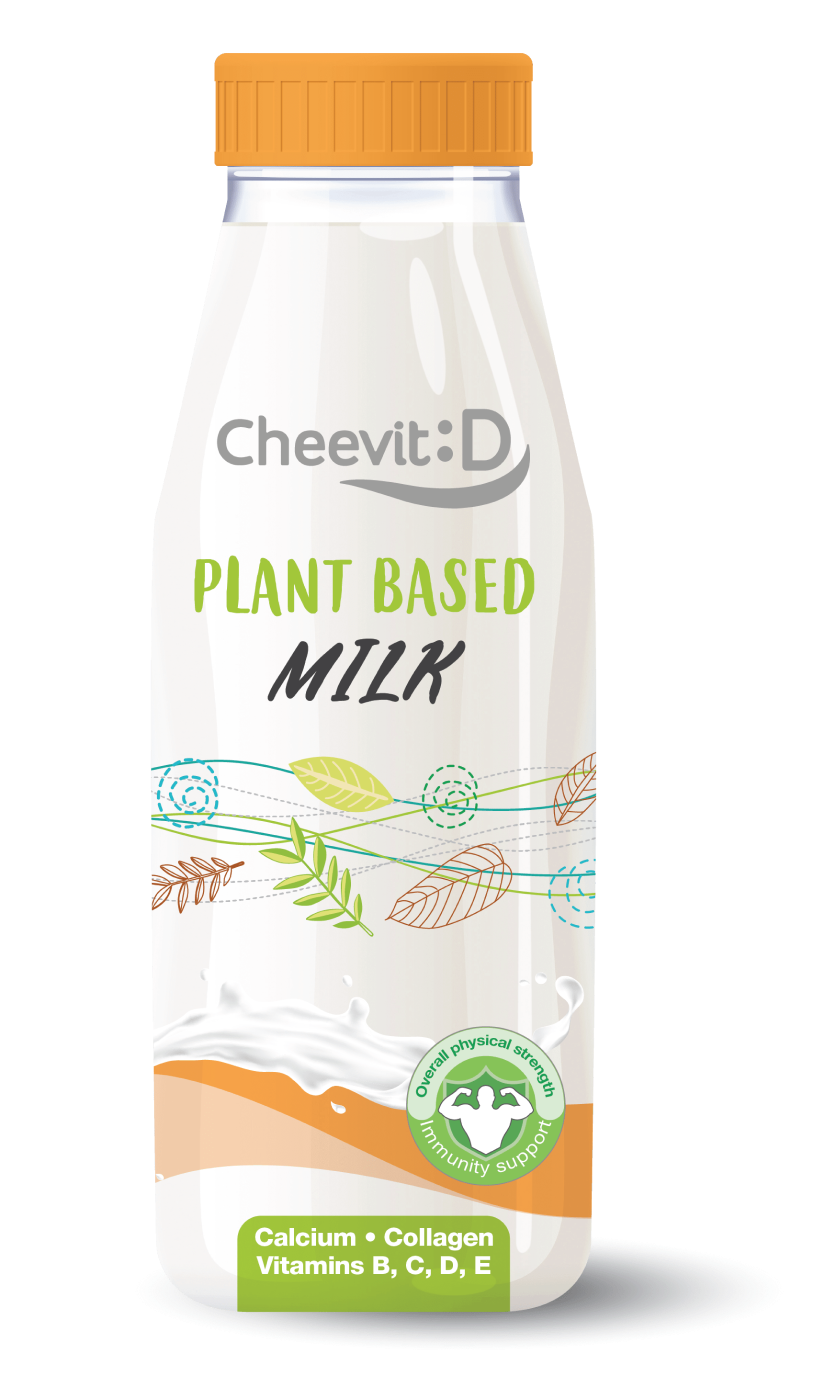 Cheevit:D
PLANT BASED
MILK
Overall physical strength
Immunity support
Calcium • Collagen
Vitamins B, C, D, E